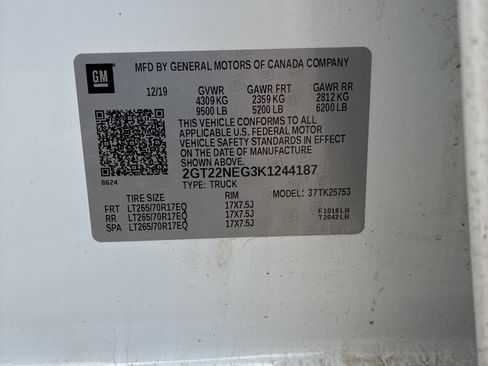 MFD BY GENERAL MOTORS OF CANADA COMPANY
GM
12/19 GVWR GAWR FRT GAWR RR
4309 KG 2359 KG 2812 KG
9500 LB 5200 LB 6200 LB
THIS VEHICLE CONFORMS TO ALL
APPLICABLE U.S. FEDERAL MOTOR
VEHICLE SAFETY STANDARDS IN EFFECT
ON THE DATE OF MANUFACTURE
SHOWN ABOVE.
2GT22NEG3K1244187
8624
TYPE: TRUCK MODEL: 37TK25753
TIRE SIZE RIM
FRT LT265/70R17EQ 17X7.5J
RR LT265/70R17EQ 17X7.5J
SPA LT265/70R17EQ 17X7.5J
F1016LB
T2042LB